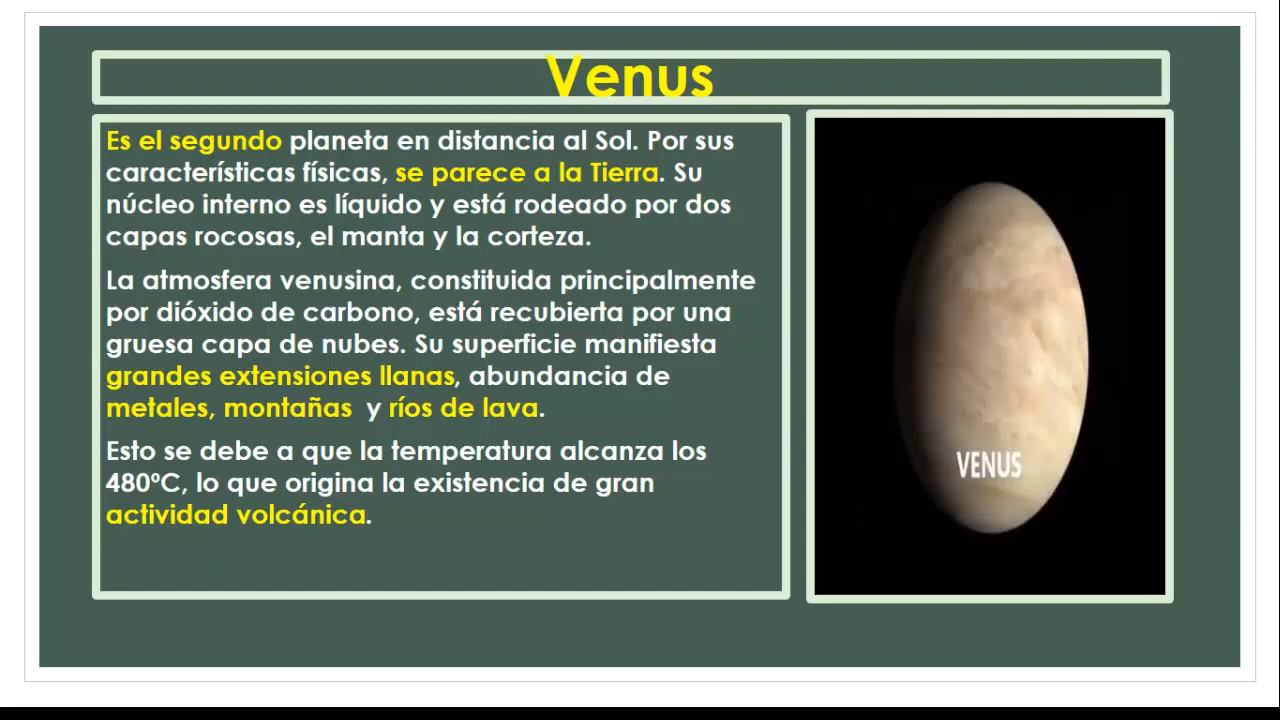 Venus
Es el segundo planeta en distancia al Sol. Por sus
características físicas, se parece a la Tierra. Su
núcleo interno es líquido y está rodeado por dos
capas rocosas, el manta y la corteza.
La atmosfera venusina, constituida principalmente
por dióxido de carbono, está recubierta por una
gruesa capa de nubes. Su superficie manifiesta
grandes extensiones llanas, abundancia de
metales, montañas  y ríos de lava.
Esto se debe a que la temperatura alcanza los
480ºC, lo que origina la existencia de gran
actividad volcánica.
VENUS